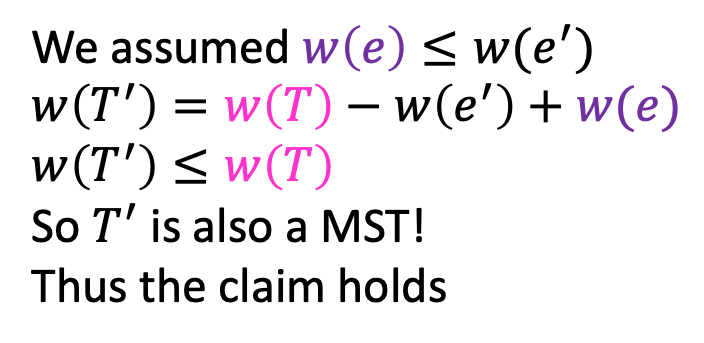 We assumed w(e) ≤ w(e′)
w(T′) = w(T) − w(e′) + w(e)
w(T′) ≤ w(T)
So T′ is also a MST!
Thus the claim holds